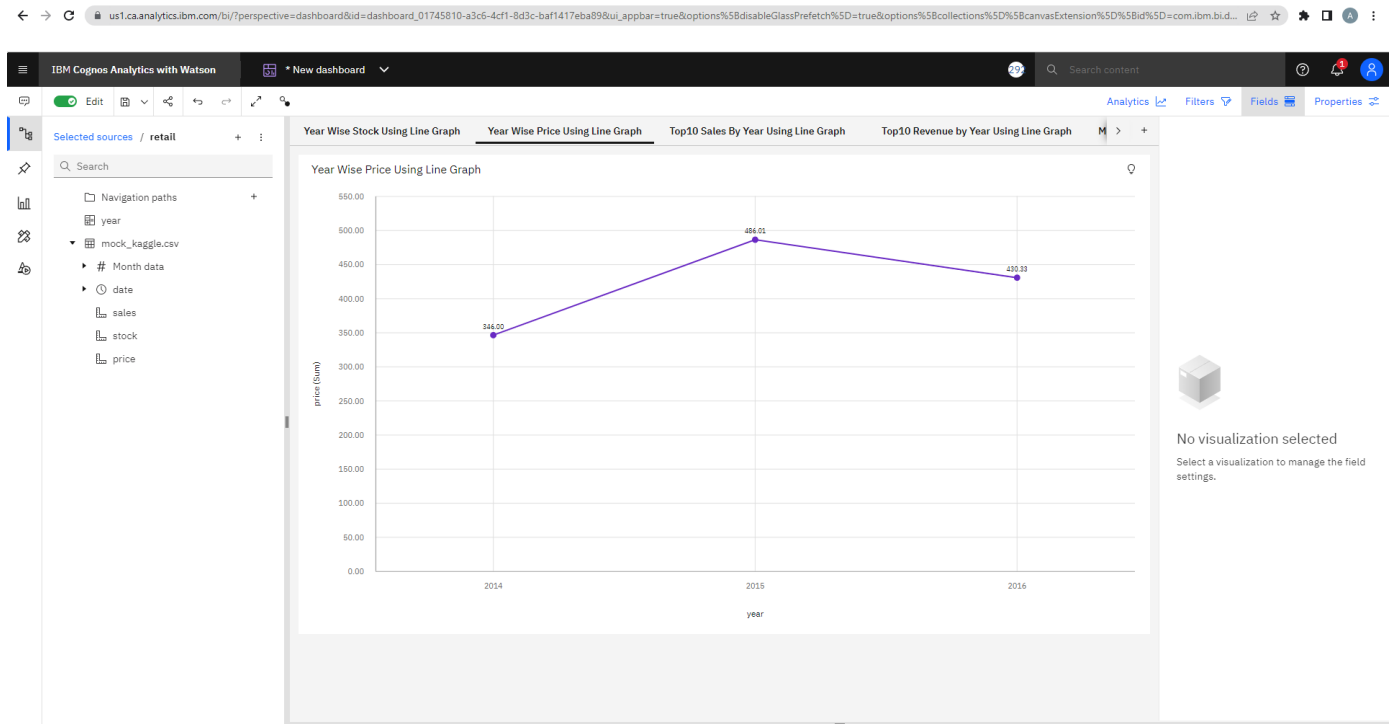 us1.ca.analytics.ibm.com/bi/?perspective=dashboard&id=dashboard_01745810-a3c6-4cf1-8d3c-baf1417eba89&ui_appbar=true&options%5BdisableGlassPrefetch%5D=true&options%5Bcollections%5D%5BcanvasExtension%5D%5Bid%5D=com.ibm.bi.d...
A
IBM Cognos Analytics with Watson
* New dashboard
292
Search content
1
Edit
Analytics
Filters
Fields
Properties
Selected sources / retail
Search
Navigation paths
year
mock_kaggle.csv
# Month data
date
sales
stock
price
Year Wise Stock Using Line Graph
Year Wise Price Using Line Graph
Top10 Sales By Year Using Line Graph
Top10 Revenue by Year Using Line Graph
M
Year Wise Price Using Line Graph
550.00
500.00
450.00
400.00
350.00
300.00
250.00
200.00
150.00
100.00
50.00
0.00
price (Sum)
346.00
486.01
430.33
2014
2015
2016
year
No visualization selected
Select a visualization to manage the field
settings.